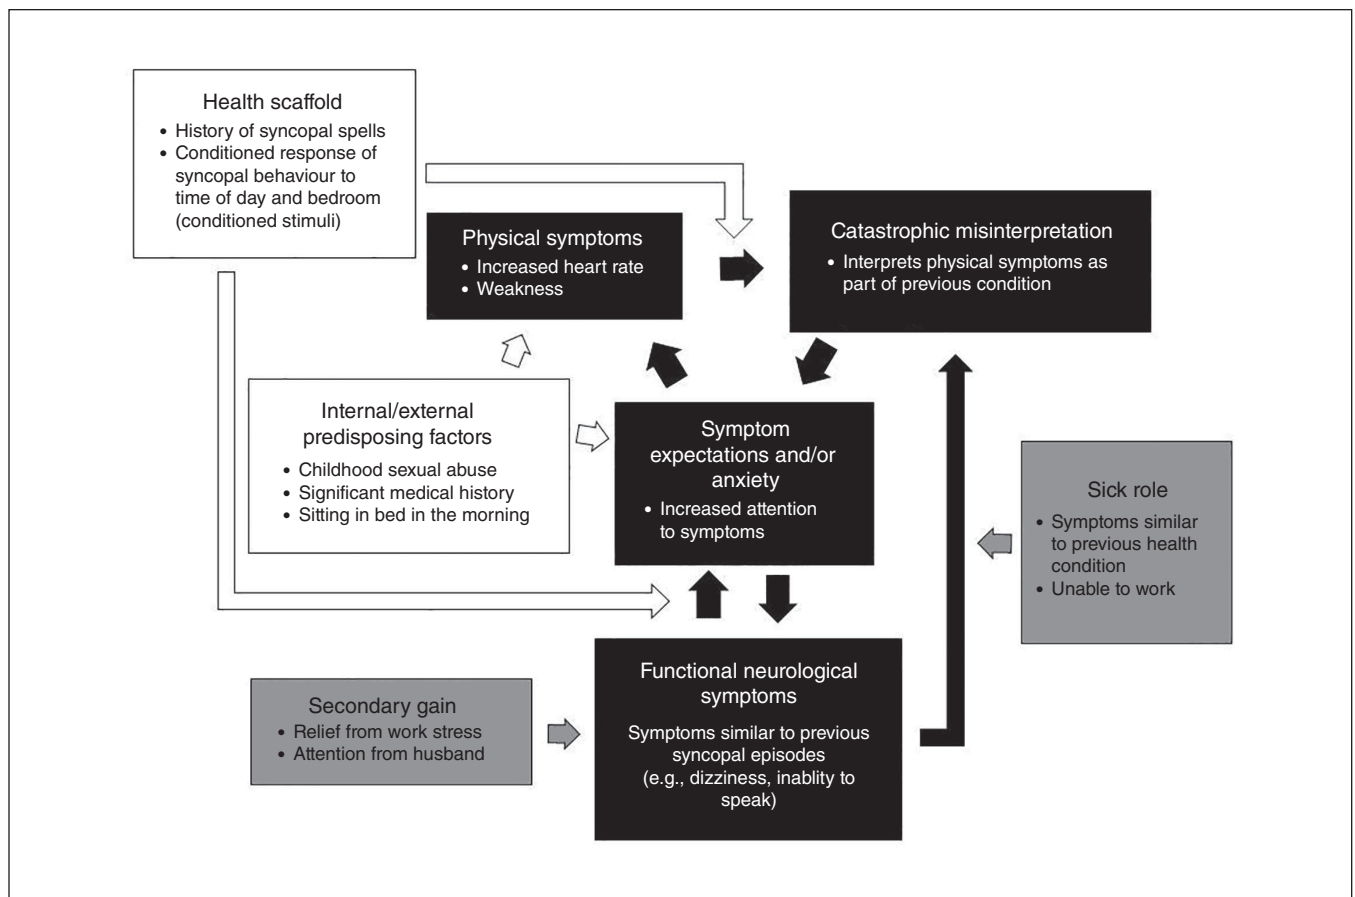 Health scaffold
• History of syncopal spells
• Conditioned response of
syncopal behaviour to
time of day and bedroom
(conditioned stimuli)
Physical symptoms
• Increased heart rate
• Weakness
Catastrophic misinterpretation
• Interprets physical symptoms as
part of previous condition
Internal/external
predisposing factors
• Childhood sexual abuse
• Significant medical history
• Sitting in bed in the morning
Symptom
expectations and/or
anxiety
• Increased attention
to symptoms
Sick role
• Symptoms similar
to previous health
condition
• Unable to work
Secondary gain
• Relief from work stress
• Attention from husband
Functional neurological
symptoms
Symptoms similar to previous
syncopal episodes
(e.g., dizziness, inablity to
speak)